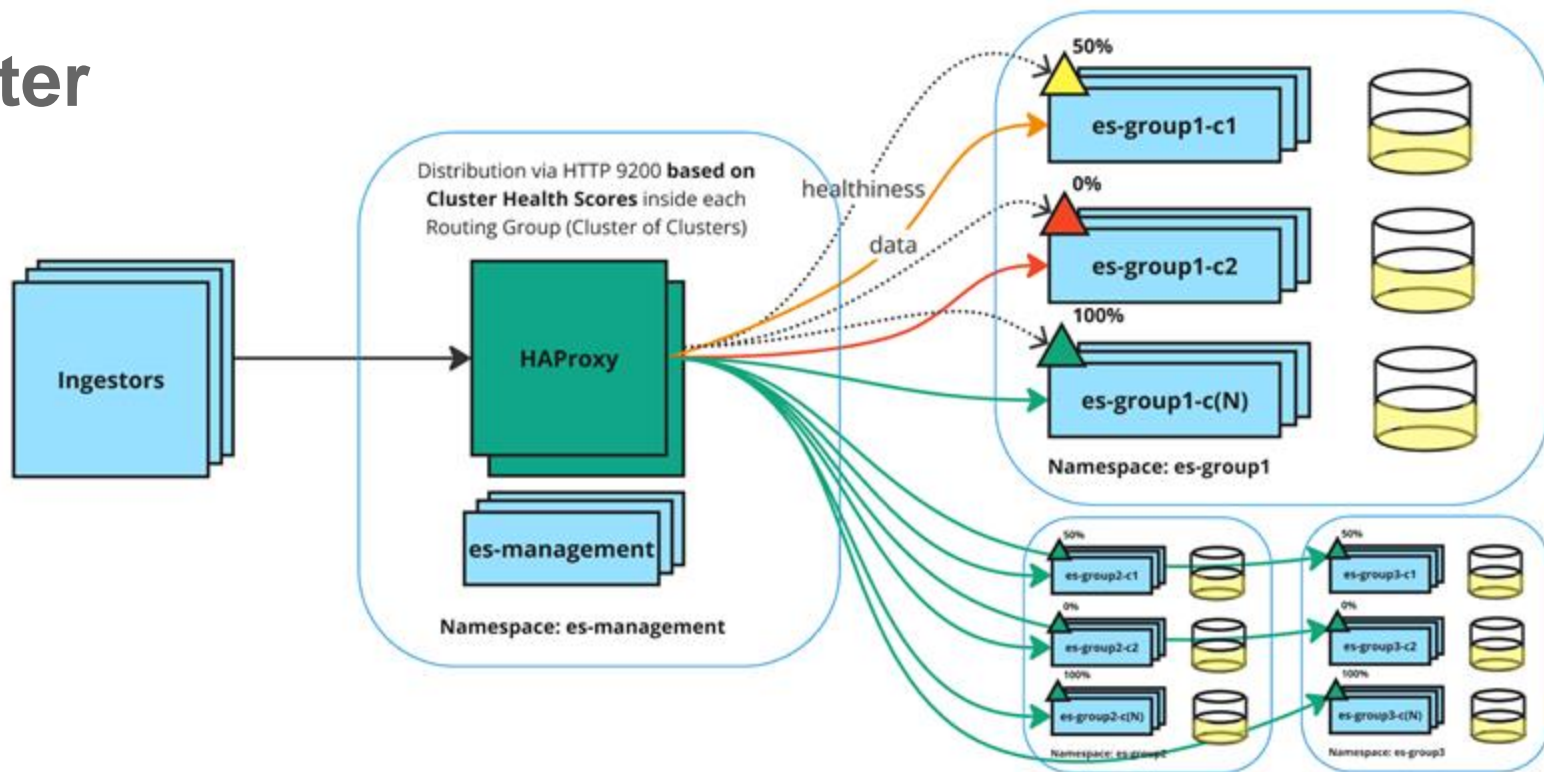 ter
Distribution via HTTP 9200 based on
Cluster Health Scores inside each
Routing Group (Cluster of Clusters)
Ingestors
HAProxy
es-management
Namespace: es-management
healthiness
data
50%
es-group1-c1
0%
es-group1-c2
100%
es-group1-c(N)
Namespace: es-group1
50%
es-group2-c1
0%
es-group2-c2
100%
es-group2-c(N)
Namespace: es-group2
50%
es-group3-c1
0%
es-group3-c2
100%
es-group3-c(N)
Namespace: es-group3